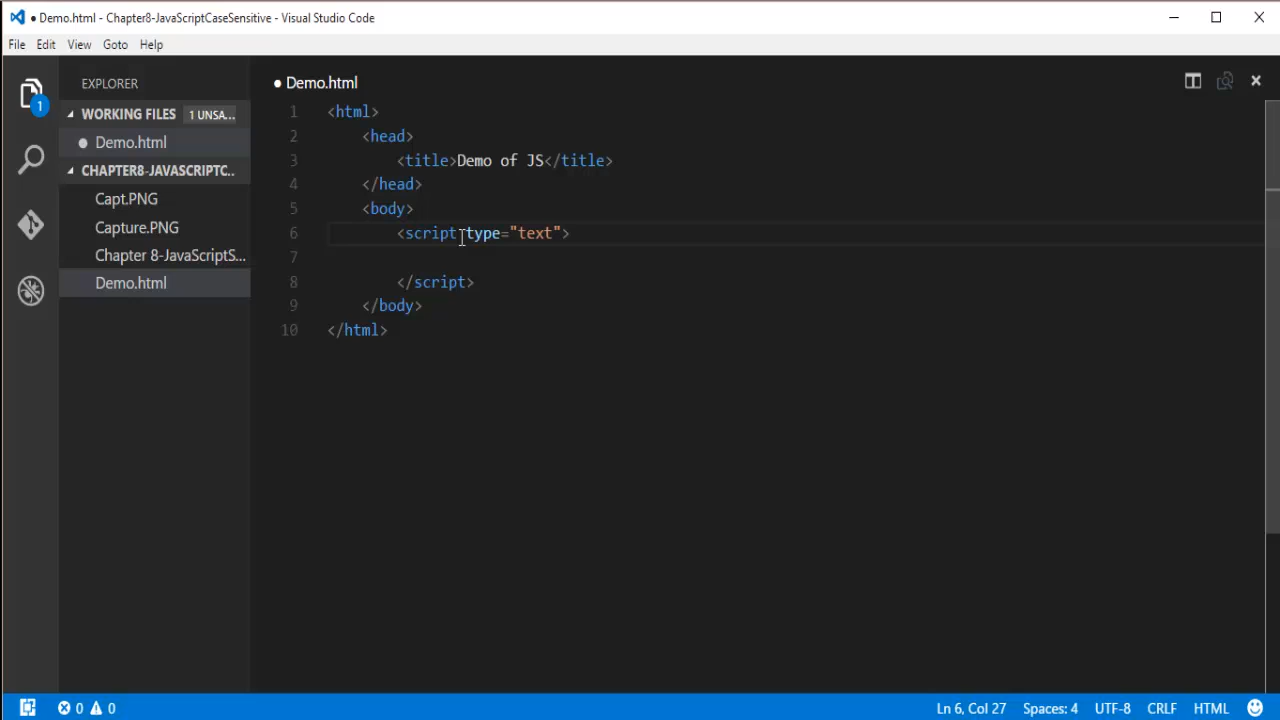 ● Demo.html - Chapter8-JavaScriptCaseSensitive - Visual Studio Code
File Edit View Goto Help
EXPLORER
WORKING FILES 1 UNSA...
Demo.html
CHAPTER8-JAVASCRIPTC...
Capt.PNG
Capture.PNG
Chapter 8-JavaScriptS...
Demo.html
1
● Demo.html
1 <html>
2 <head>
3 <title>Demo of JS</title>
4 </head>
5 <body>
6 <script type="text">
7
8 </script>
9 </body>
10 </html>
0 0
Ln 6, Col 27 Spaces: 4 UTF-8 CRLF HTML